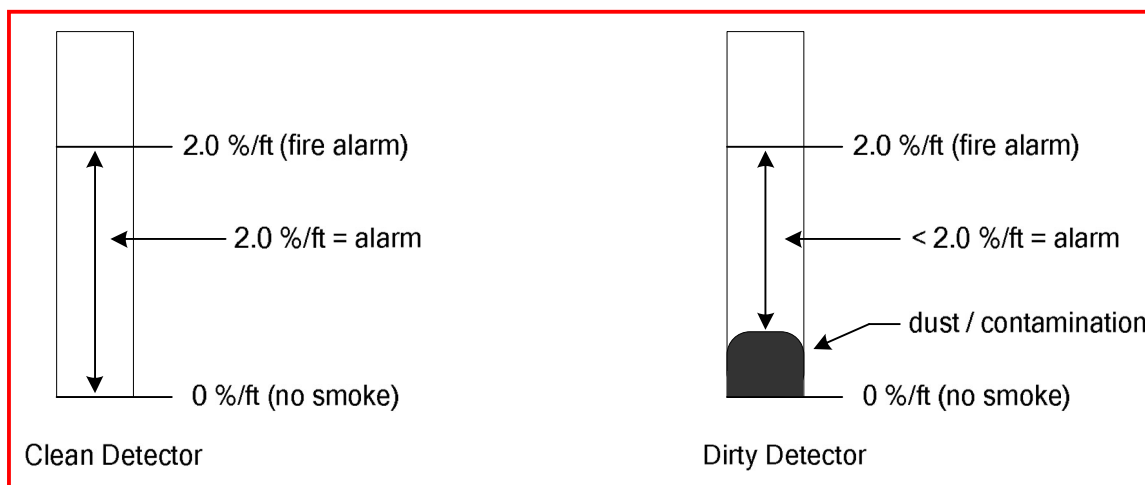 2.0 %/ft (fire alarm)
2.0 %/ft = alarm
0 %/ft (no smoke)
Clean Detector
2.0 %/ft (fire alarm)
< 2.0 %/ft = alarm
dust / contamination
0 %/ft (no smoke)
Dirty Detector